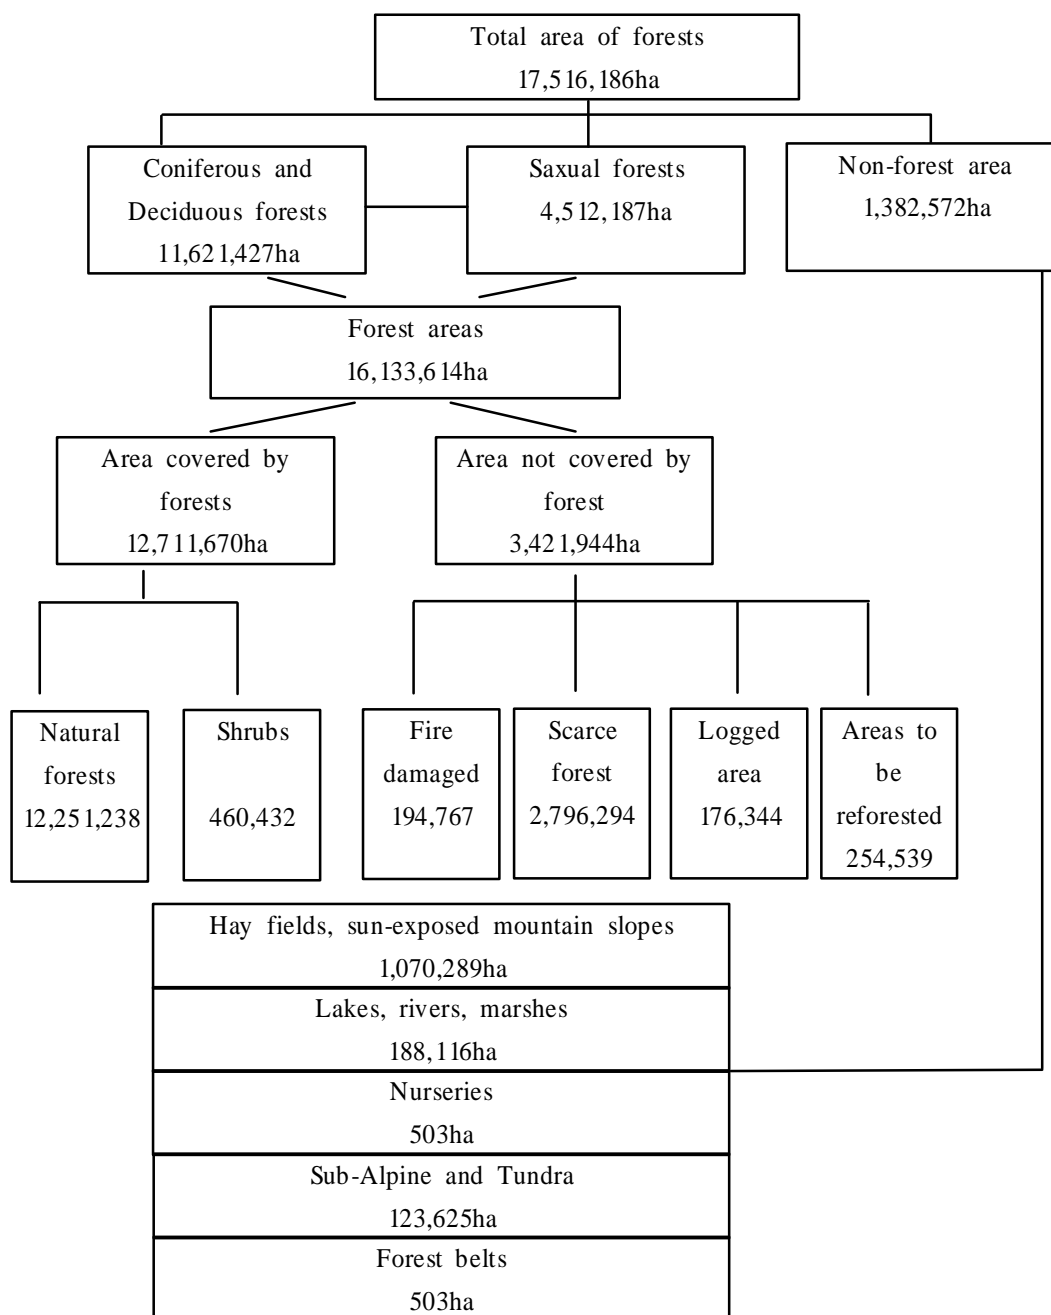 Total area of forests
17,516,186ha
Coniferous and
Deciduous forests
11,621,427ha
Saxual forests
4,512,187ha
Non-forest area
1,382,572ha
Forest areas
16,133,614ha
Area covered by
forests
12,711,670ha
Area not covered by
forest
3,421,944ha
Natural
forests
12,251,238
Shrubs
460,432
Fire
damaged
194,767
Scarce
forest
2,796,294
Logged
area
176,344
Areas to
be
reforested
254,539
Hay fields, sun-exposed mountain slopes
1,070,289ha
Lakes, rivers, marshes
188,116ha
Nurseries
503ha
Sub-Alpine and Tundra
123,625ha
Forest belts
503ha